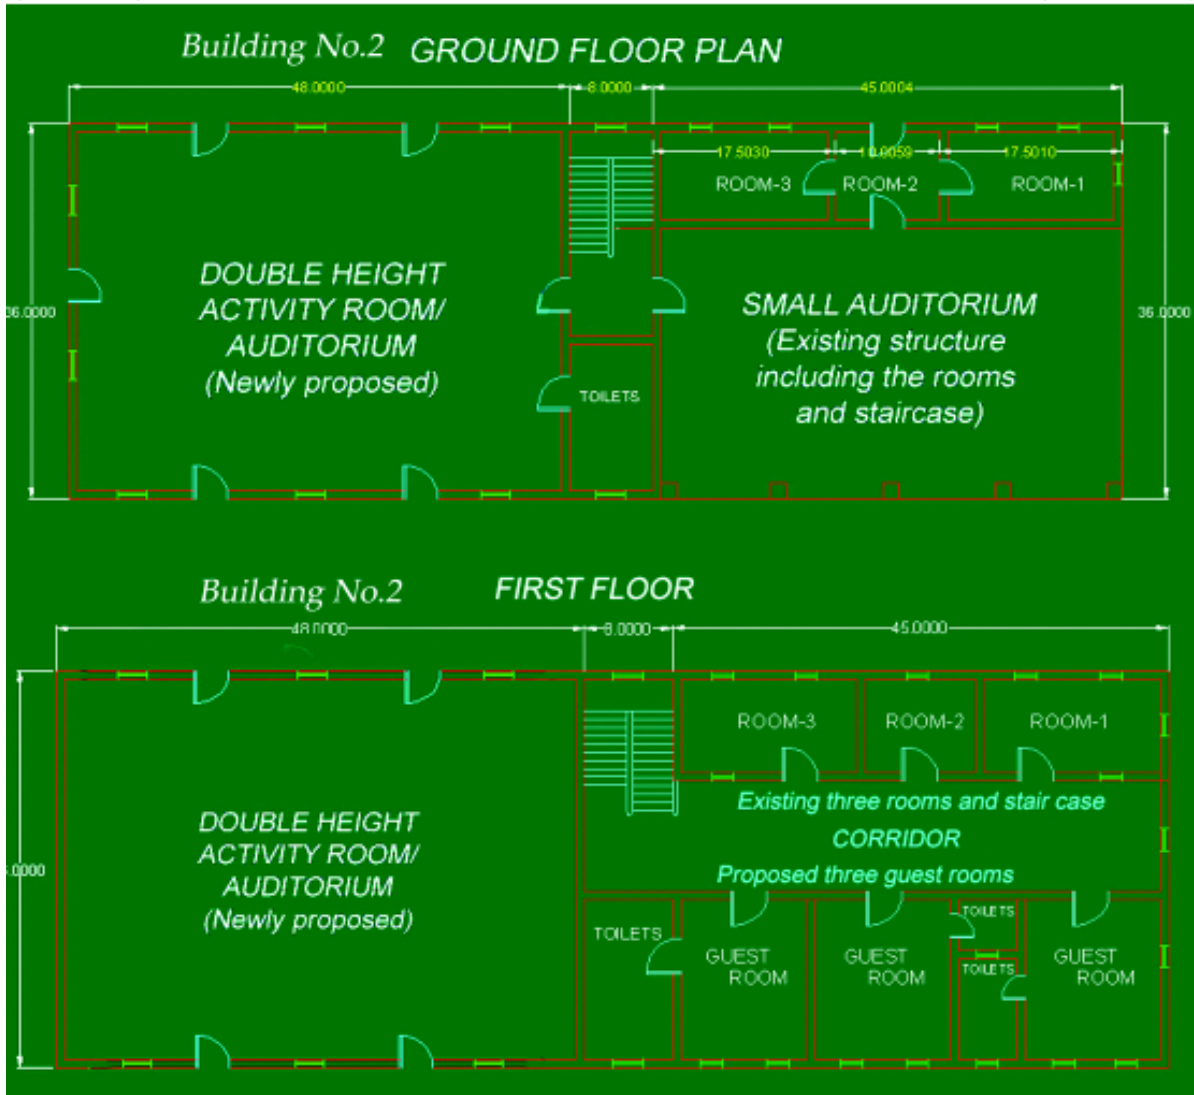 Building No.2 GROUND FLOOR PLAN
48.0000 8.0000 45.0004
17.5030 10.0059 17.5010
ROOM-3 ROOM-2 ROOM-1
DOUBLE HEIGHT
ACTIVITY ROOM/
AUDITORIUM
(Newly proposed)
SMALL AUDITORIUM
(Existing structure
including the rooms
and staircase)
36.0000
36.0000
TOILETS
Building No.2 FIRST FLOOR
48.0000 8.0000 45.0000
ROOM-3 ROOM-2 ROOM-1
Existing three rooms and stair case
CORRIDOR
Proposed three guest rooms
DOUBLE HEIGHT
ACTIVITY ROOM/
AUDITORIUM
(Newly proposed)
TOILETS
GUEST
ROOM
GUEST
ROOM
TOILETS
TOILETS
GUEST
ROOM